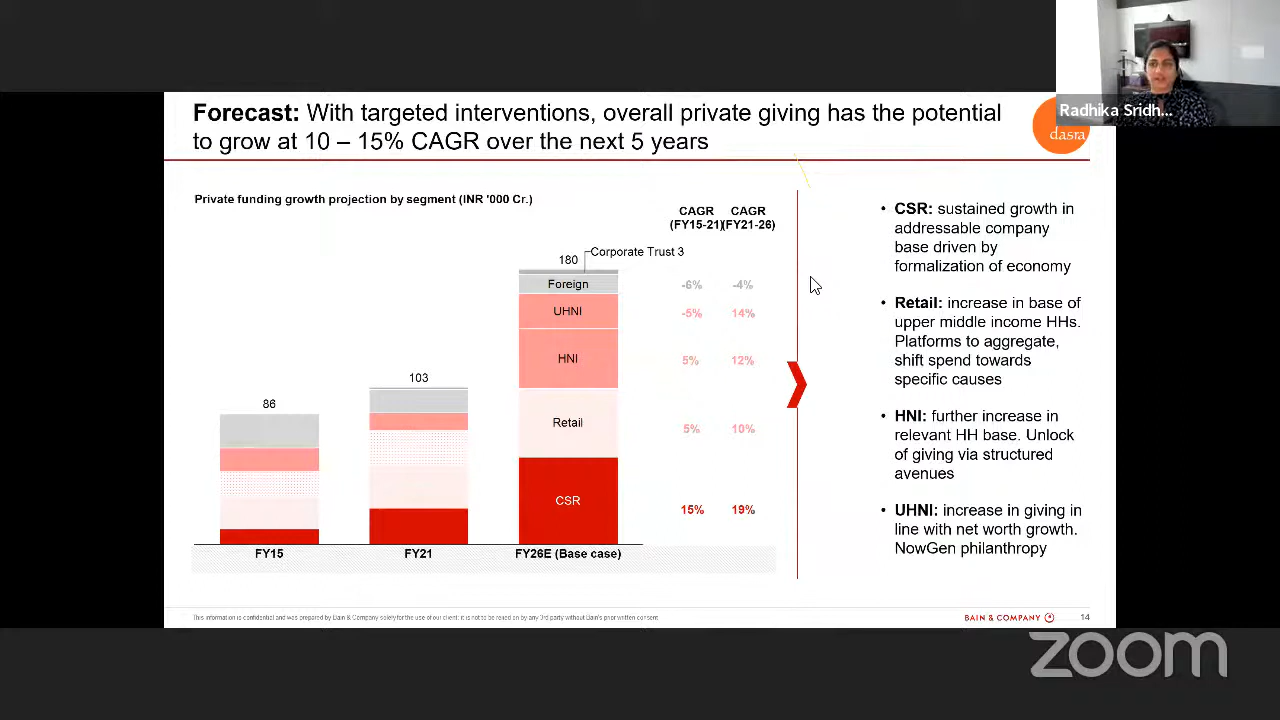 Radhika Sridh...
dasra
Forecast: With targeted interventions, overall private giving has the potential
to grow at 10 – 15% CAGR over the next 5 years
Private funding growth projection by segment (INR '000 Cr.)
CAGR CAGR
(FY15-21)(FY21-26)
180 Corporate Trust 3
Foreign -6% -4%
UHNI -5% 14%
HNI 5% 12%
103
86
Retail 5% 10%
CSR 15% 19%
FY15 FY21 FY26E (Base case)
• CSR: sustained growth in
addressable company
base driven by
formalization of economy
• Retail: increase in base of
upper middle income HHs.
Platforms to aggregate,
shift spend towards
specific causes
• HNI: further increase in
relevant HH base. Unlock
of giving via structured
avenues
• UHNI: increase in giving in
line with net worth growth.
NowGen philanthropy
This information is confidential and was prepared by Bain & Company solely for the use of our client; it is not to be relied on by any 3rd party without Bain's prior written consent
BAIN & COMPANY 14
zoom